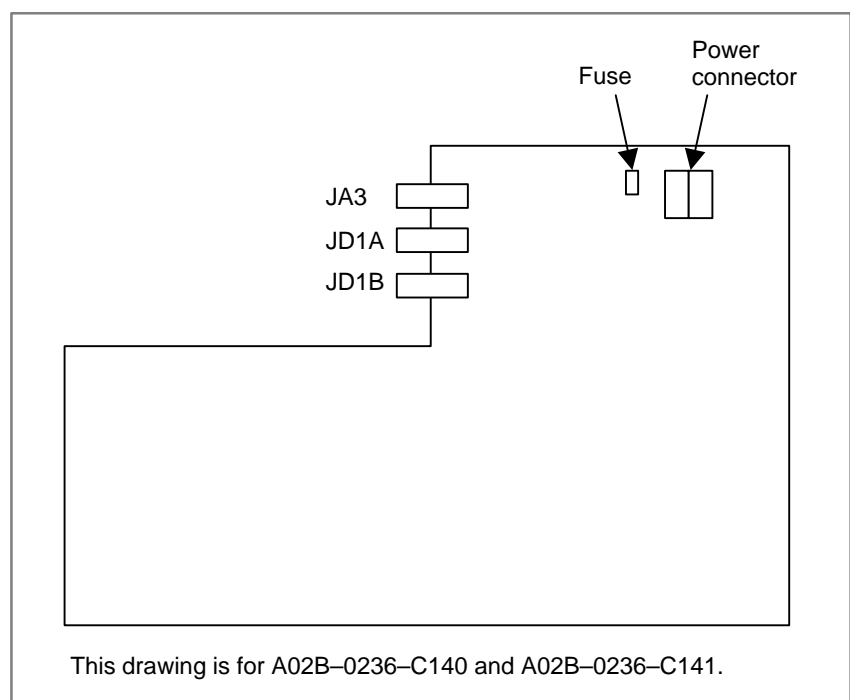 Power
connector
Fuse
JA3
JD1A
JD1B
This drawing is for A02B–0236–C140 and A02B–0236–C141.